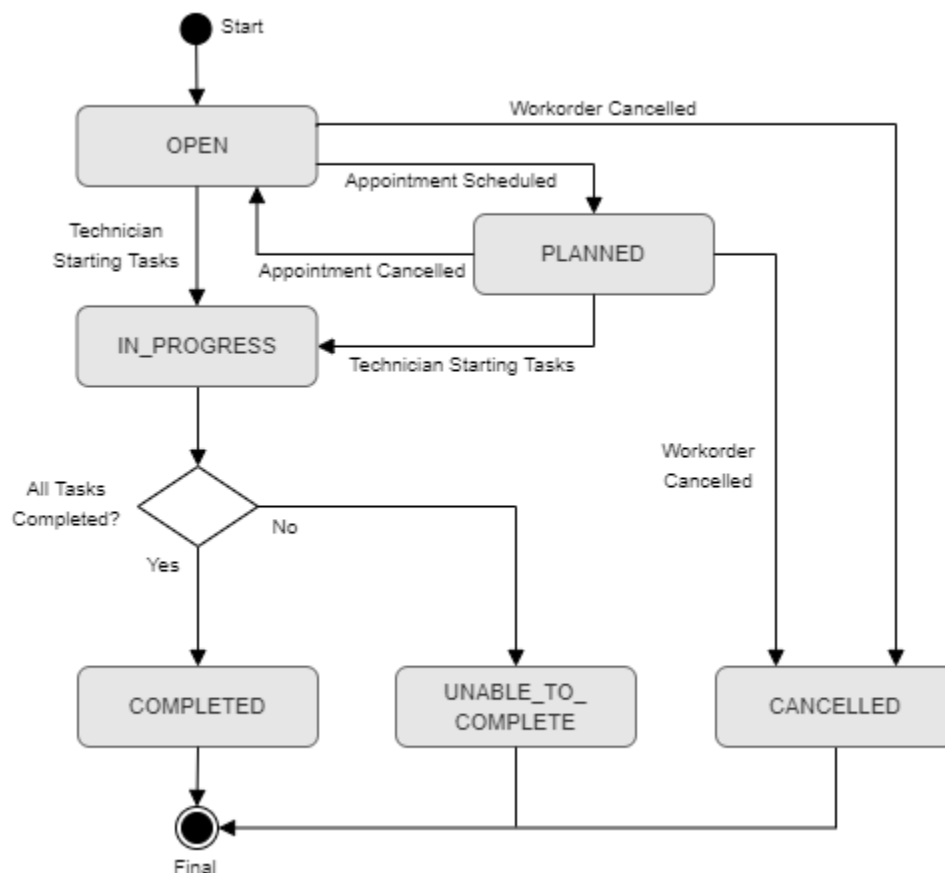 Start
Workorder Cancelled
OPEN
Appointment Scheduled
Technician
Starting Tasks
PLANNED
Appointment Cancelled
IN_PROGRESS
Technician Starting Tasks
Workorder
Cancelled
All Tasks
Completed?
No
Yes
COMPLETED
UNABLE_TO_
COMPLETE
CANCELLED
Final